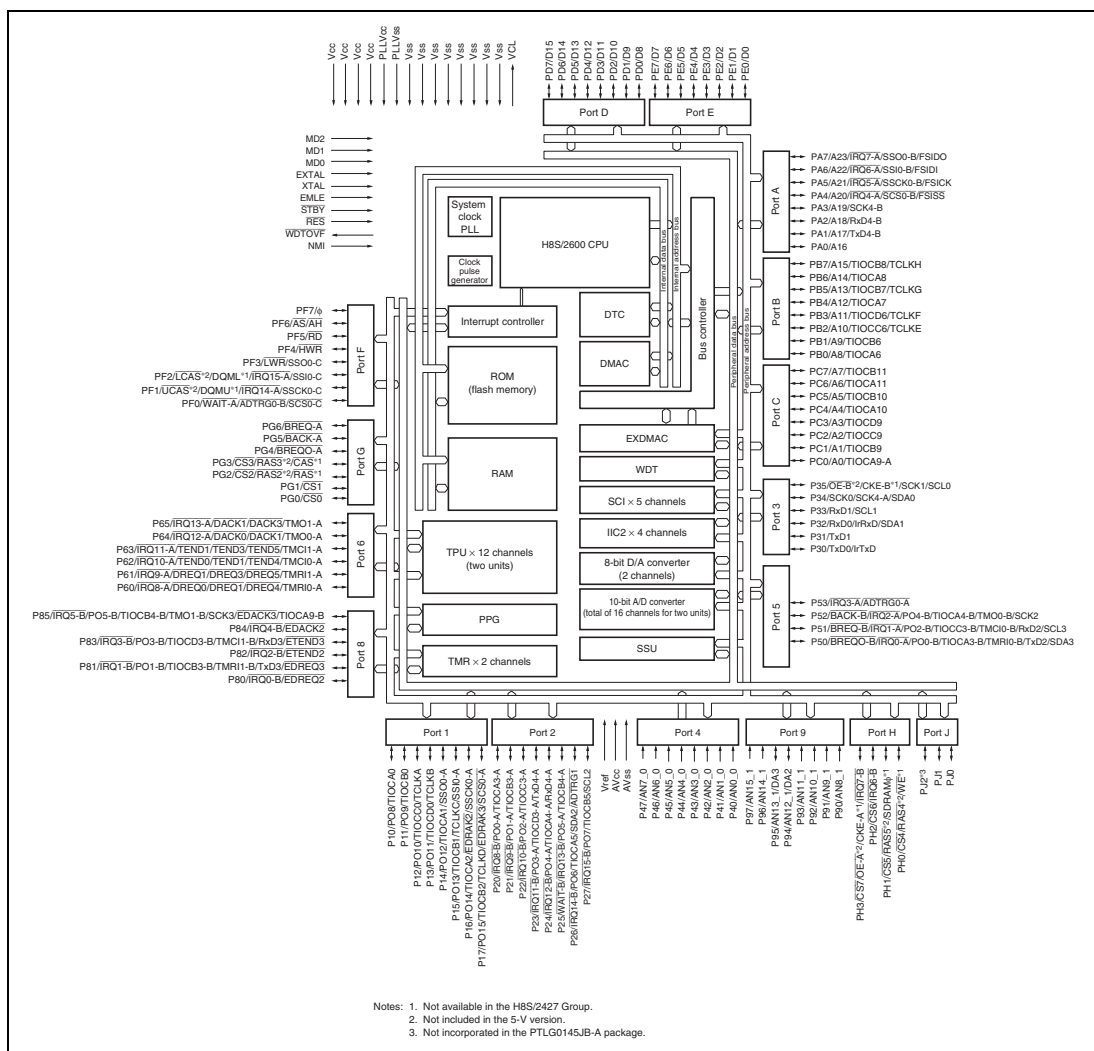 Vcc
Vcc
Vcc
Vcc
PLLVcc
PLLVss
Vss
Vss
Vss
Vss
Vss
Vss
Vss
Vss
VCL
PD7/D15
PD6/D14
PD5/D13
PD4/D12
PD3/D11
PD2/D10
PD1/D9
PD0/D8
PE7/D7
PE6/D6
PE5/D5
PE4/D4
PE3/D3
PE2/D2
PE1/D1
PE0/D0
Port D
Port E
MD2
MD1
MD0
EXTAL
XTAL
EMLE
STBY
RES
WDTOVF
NMI
System
clock
PLL
Clock
pulse
generator
H8S/2600 CPU
Interrupt controller
ROM
(flash memory)
RAM
TPU × 12 channels
(two units)
PPG
TMR × 2 channels
DTC
DMAC
Bus controller
Internal data bus
Internal address bus
Peripheral data bus
Peripheral address bus
EXDMAC
WDT
SCI × 5 channels
IIC2 × 4 channels
8-bit D/A converter
(2 channels)
10-bit A/D converter
(total of 16 channels for two units)
SSU
Port A
PA7/A23/IRQ7-A/SSO0-B/FSIDO
PA6/A22/IRQ6-A/SSI0-B/FSIDI
PA5/A21/IRQ5-A/SSCK0-B/FSICK
PA4/A20/IRQ4-A/SCS0-B/FSISS
PA3/A19/SCK4-B
PA2/A18/RxD4-B
PA1/A17/TxD4-B
PA0/A16
Port B
PB7/A15/TIOCB8/TCLKH
PB6/A14/TIOCA8
PB5/A13/TIOCB7/TCLKG
PB4/A12/TIOCA7
PB3/A11/TIOCD6/TCLKF
PB2/A10/TIOCC6/TCLKE
PB1/A9/TIOCB6
PB0/A8/TIOCA6
Port C
PC7/A7/TIOCB11
PC6/A6/TIOCA11
PC5/A5/TIOCB10
PC4/A4/TIOCA10
PC3/A3/TIOCD9
PC2/A2/TIOCC9
PC1/A1/TIOCB9
PC0/A0/TIOCA9-A
Port 3
P35/OE-B*2/CKE-B*1/SCK1/SCL0
P34/SCK0/SCK4-A/SDA0
P33/RxD1/SCL1
P32/RxD0/IrRxD/SDA1
P31/TxD1
P30/TxD0/IrTxD
Port 5
P53/IRQ3-A/ADTRG0-A
P52/BACK-B/IRQ2-A/PO4-B/TIOCA4-B/TMO0-B/SCK2
P51/BREQ-B/IRQ1-A/PO2-B/TIOCC3-B/TMCI0-B/RxD2/SCL3
P50/BREQO-B/IRQ0-A/PO0-B/TIOCA3-B/TMRI0-B/TxD2/SDA3
PF7/ϕ
PF6/AS/AH
PF5/RD
PF4/HWR
PF3/LWR/SSO0-C
PF2/LCAS*2/DQML*1/IRQ15-A/SSI0-C
PF1/UCAS*2/DQMU*1/IRQ14-A/SSCK0-C
PF0/WAIT-A/ADTRG0-B/SCS0-C
Port F
PG6/BREQ-A
PG5/BACK-A
PG4/BREQO-A
PG3/CS3/RAS3*2/CAS*1
PG2/CS2/RAS2*2/RAS*1
PG1/CS1
PG0/CS0
Port G
P65/IRQ13-A/DACK1/DACK3/TMO1-A
P64/IRQ12-A/DACK0/DACK1/TMO0-A
P63/IRQ11-A/TEND1/TEND3/TEND5/TMCI1-A
P62/IRQ10-A/TEND0/TEND1/TEND4/TMCI0-A
P61/IRQ9-A/DREQ1/DREQ3/DREQ5/TMRI1-A
P60/IRQ8-A/DREQ0/DREQ1/DREQ4/TMRI0-A
Port 6
P85/IRQ5-B/PO5-B/TIOCB4-B/TMO1-B/SCK3/EDACK3/TIOCA9-B
P84/IRQ4-B/EDACK2
P83/IRQ3-B/PO3-B/TIOCD3-B/TMCI1-B/RxD3/ETEND3
P82/IRQ2-B/ETEND2
P81/IRQ1-B/PO1-B/TIOCB3-B/TMRI1-B/TxD3/EDREQ3
P80/IRQ0-B/EDREQ2
Port 8
Port 1
Port 2
Port 4
Port 9
Port H
Port J
P10/PO8/TIOCA0
P11/PO9/TIOCB0
P12/PO10/TIOCC0/TCLKA
P13/PO11/TIOCD0/TCLKB
P14/PO12/TIOCA1/SSO0-A
P15/PO13/TIOCB1/TCLKC/SSI0-A
P16/PO14/TIOCA2/EDRAK2/SSCK0-A
P17/PO15/TIOCB2/TCLKD/EDRAK3/SCS0-A
P20/IRQ8-B/PO0-A/TIOCA3-A
P21/IRQ9-B/PO1-A/TIOCB3-A
P22/IRQ10-B/PO2-A/TIOCC3-A
P23/IRQ11-B/PO3-A/TIOCD3-A/TxD4-A
P24/IRQ12-B/PO4-A/TIOCA4-A/RxD4-A
P25/WAIT-B/IRQ13-B/PO5-A/TIOCB4-A
P26/IRQ14-B/PO6/TIOCA5/SDA2/ADTRG1
P27/IRQ15-B/PO7/TIOCB5/SCL2
Vref
AVcc
AVss
P47/AN7_0
P46/AN6_0
P45/AN5_0
P44/AN4_0
P43/AN3_0
P42/AN2_0
P41/AN1_0
P40/AN0_0
P97/AN15_1
P96/AN14_1
P95/AN13_1/DA3
P94/AN12_1/DA2
P93/AN11_1
P92/AN10_1
P91/AN9_1
P90/AN8_1
PH3/CS7/OE-A*2/CKE-A*1/IRQ7-B
PH2/CS6/IRQ6-B
PH1/CS5/RAS5*2/SDRAMϕ*1
PH0/CS4/RAS4*2/WE*1
PJ2*3
PJ1
PJ0
Notes: 1. Not available in the H8S/2427 Group.
2. Not included in the 5-V version.
3. Not incorporated in the PTLG0145JB-A package.